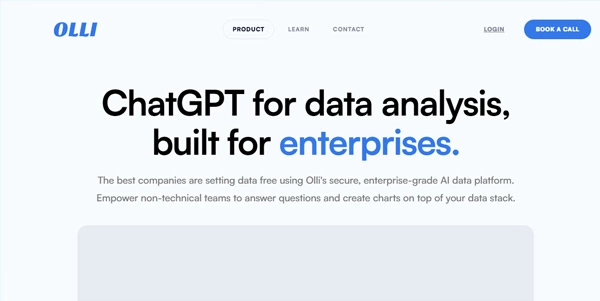 OLLI
PRODUCT LEARN CONTACT LOGIN BOOK A CALL
ChatGPT for data analysis,
built for enterprises.
The best companies are setting data free using Olli's secure, enterprise-grade AI data platform.
Empower non-technical teams to answer questions and create charts on top of your data stack.